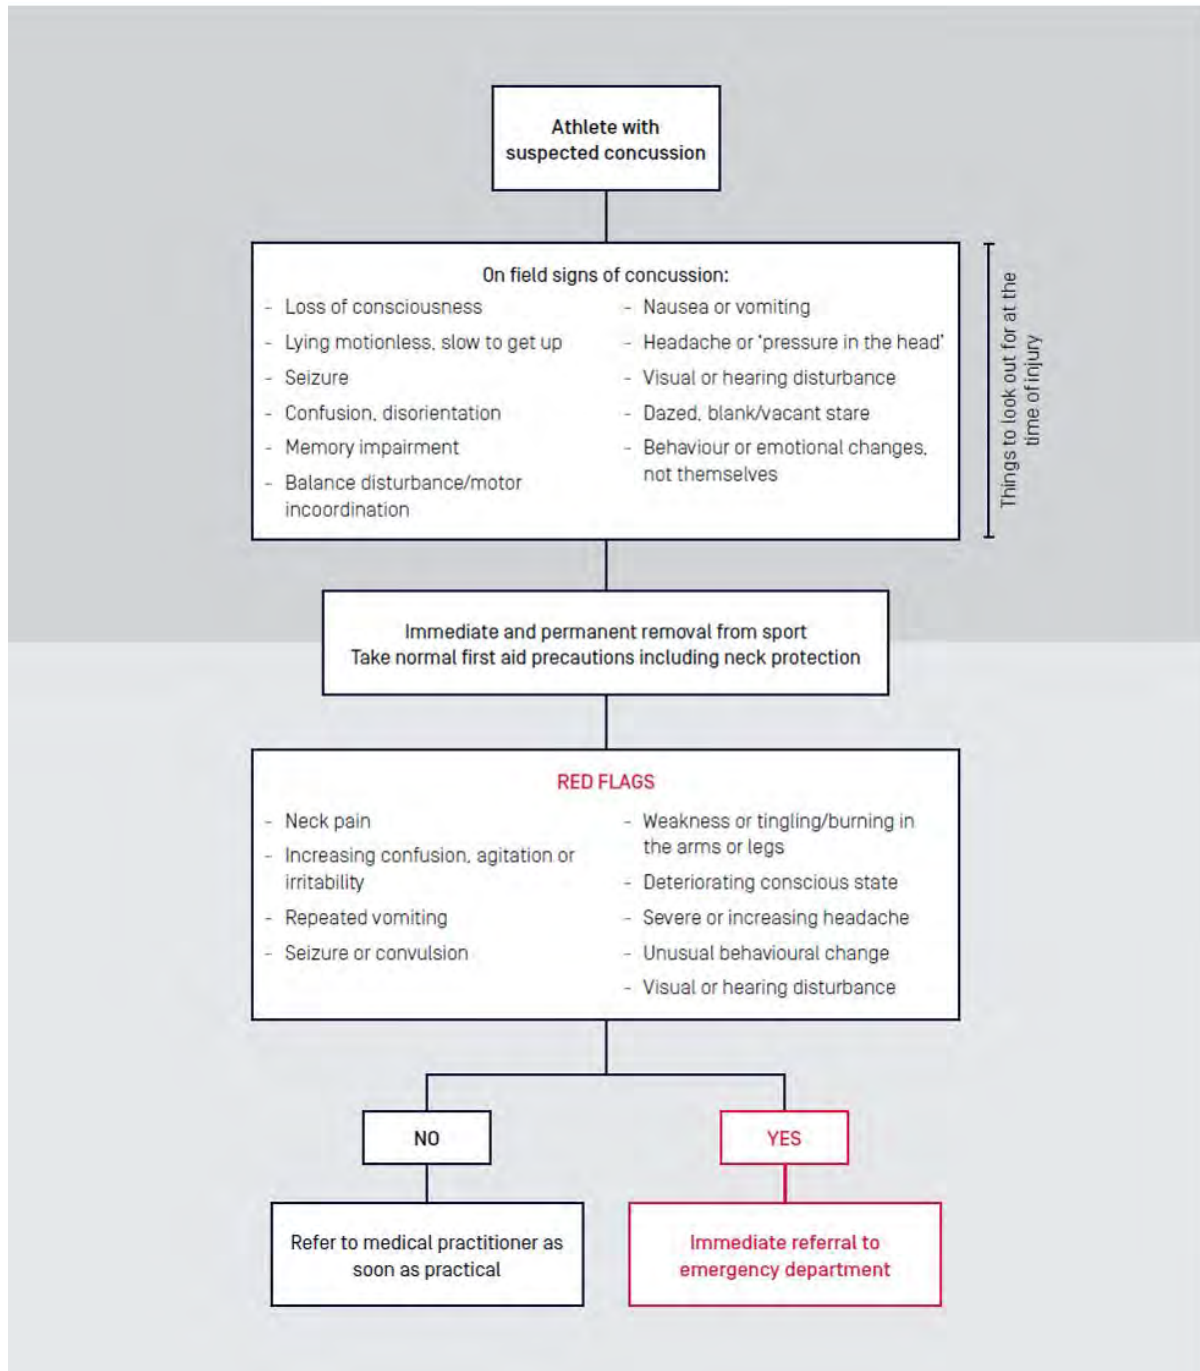 Athlete with
suspected concussion
On field signs of concussion:
- Loss of consciousness
- Lying motionless, slow to get up
- Seizure
- Confusion, disorientation
- Memory impairment
- Balance disturbance/motor
incoordination
- Nausea or vomiting
- Headache or ‘pressure in the head’
- Visual or hearing disturbance
- Dazed, blank/vacant stare
- Behaviour or emotional changes,
not themselves
Things to look out for at the
time of injury
Immediate and permanent removal from sport
Take normal first aid precautions including neck protection
RED FLAGS
- Neck pain
- Increasing confusion, agitation or
irritability
- Repeated vomiting
- Seizure or convulsion
- Weakness or tingling/burning in
the arms or legs
- Deteriorating conscious state
- Severe or increasing headache
- Unusual behavioural change
- Visual or hearing disturbance
NO
YES
Refer to medical practitioner as
soon as practical
Immediate referral to
emergency department